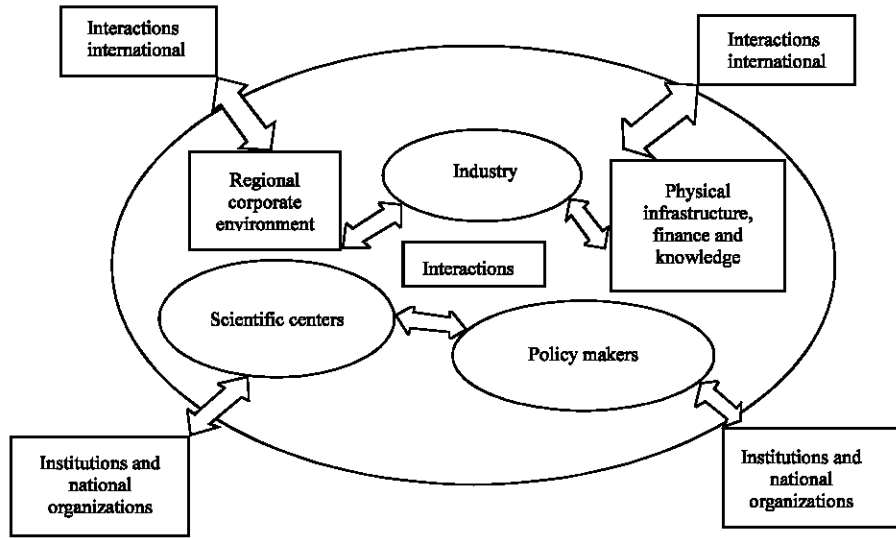 Interactions
international
Interactions
international
Industry
Regional
corporate
environment
Physical
infrastructure,
finance and
knowledge
Interactions
Scientific centers
Policy makers
Institutions and
national
organizations
Institutions and
national
organizations